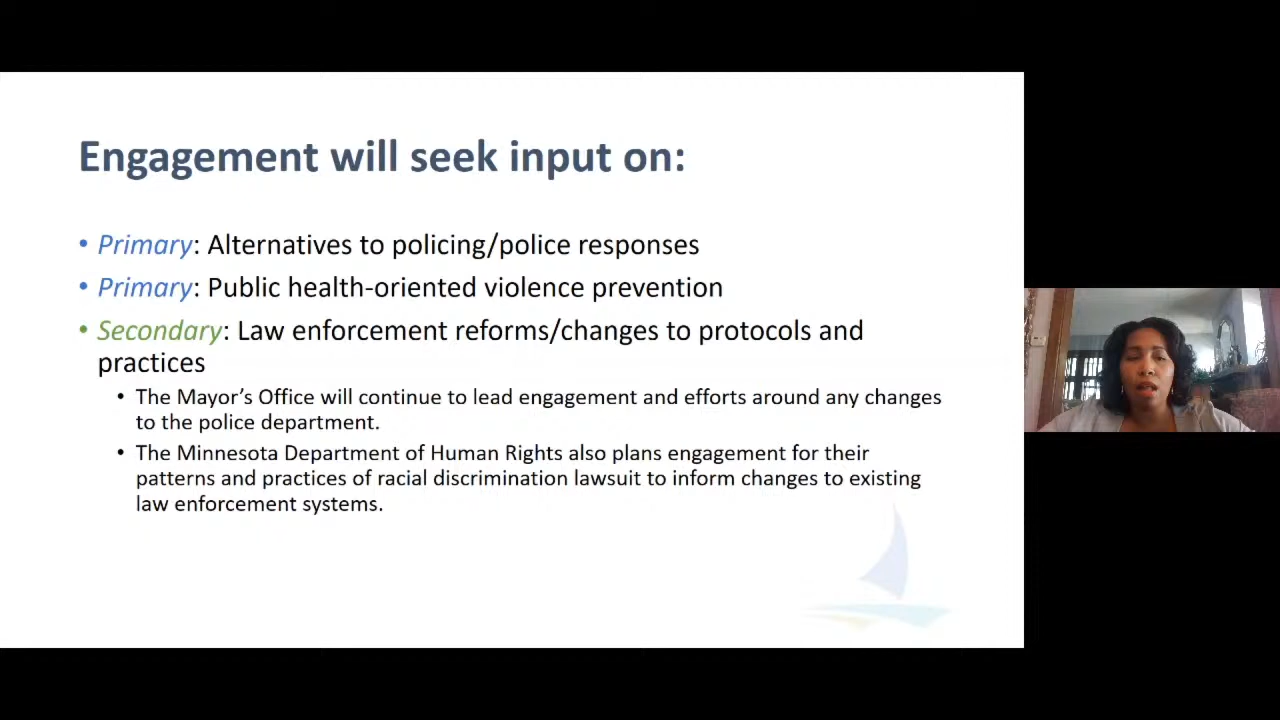 Engagement will seek input on:
• Primary: Alternatives to policing/police responses
• Primary: Public health-oriented violence prevention
• Secondary: Law enforcement reforms/changes to protocols and
practices
• The Mayor's Office will continue to lead engagement and efforts around any changes
to the police department.
• The Minnesota Department of Human Rights also plans engagement for their
patterns and practices of racial discrimination lawsuit to inform changes to existing
law enforcement systems.